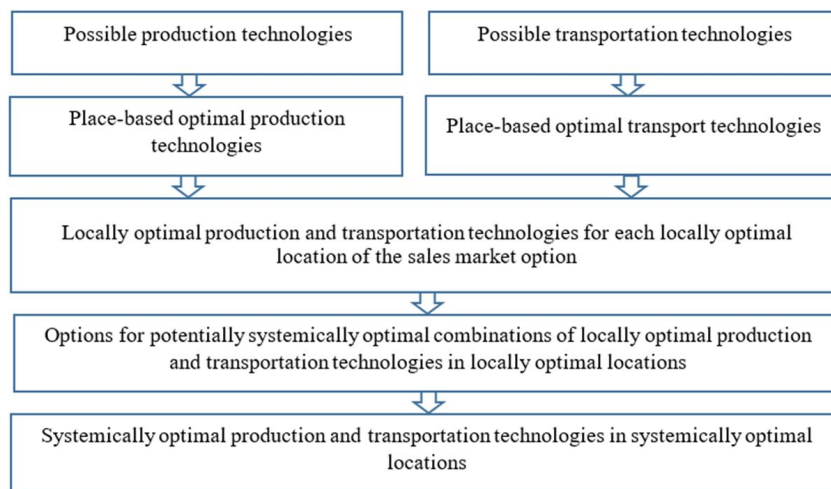 Possible production technologies
Possible transportation technologies
Place-based optimal production
technologies
Place-based optimal transport technologies
Locally optimal production and transportation technologies for each locally optimal
location of the sales market option
Options for potentially systemically optimal combinations of locally optimal production
and transportation technologies in locally optimal locations
Systemically optimal production and transportation technologies in systemically optimal
locations